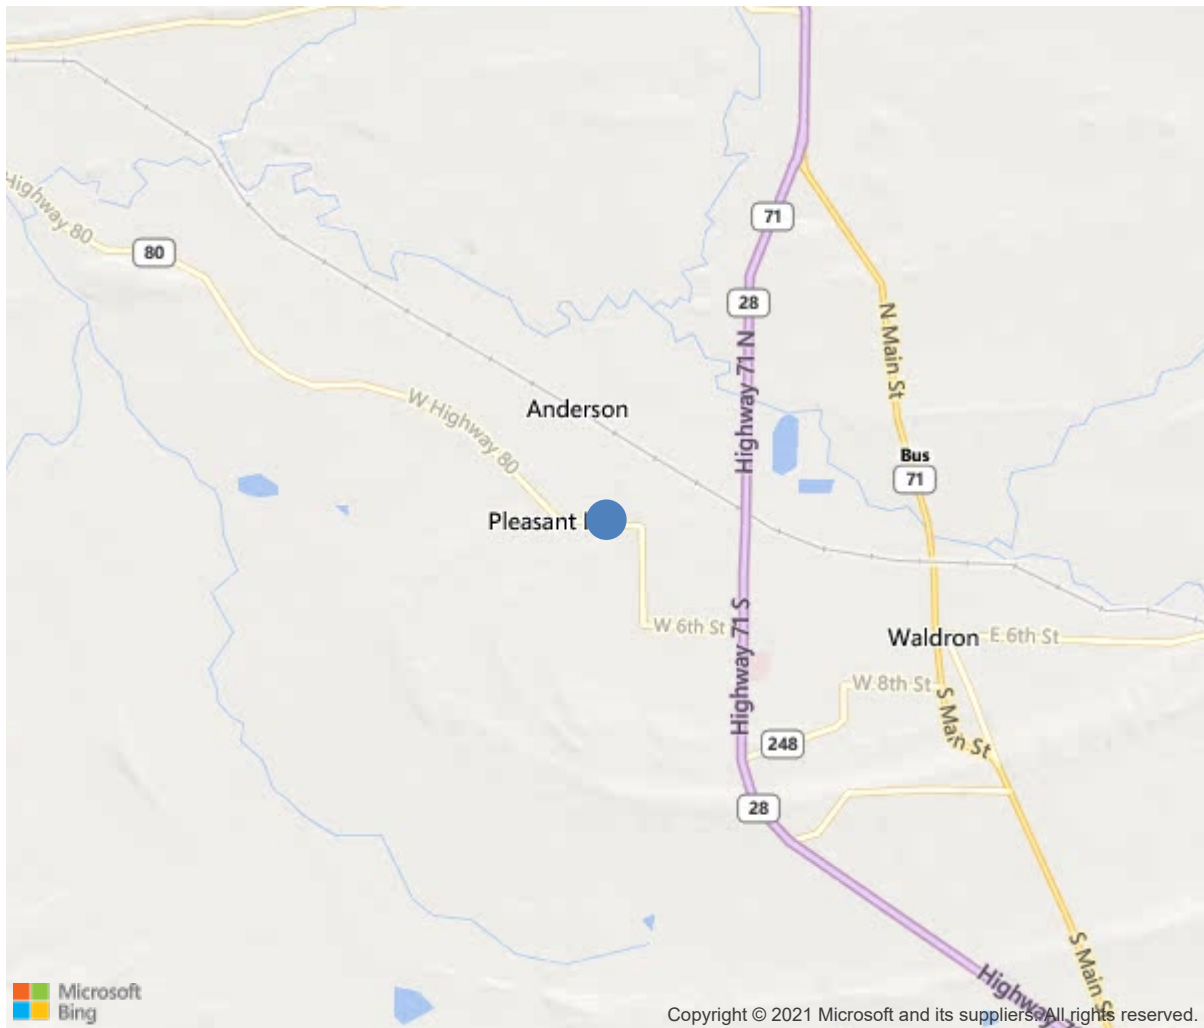 Highway 80
80
71
28
Highway 71 N
N Main St
Anderson
W Highway 80
Bus
71
Pleasant
Highway 71 S
W 6th St
Waldron
E 6th St
W 8th St
S Main St
248
28
S Main St
Microsoft
Bing
Copyright © 2021 Microsoft and its suppliers. All rights reserved.